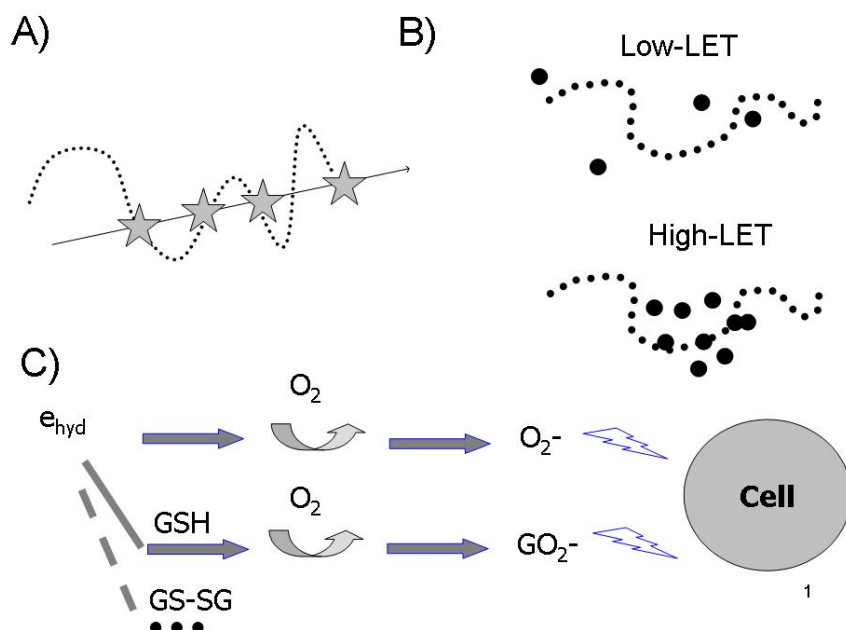 A)
B)
Low-LET
High-LET
C)
O₂
e_hyd
O₂-
Cell
O₂
GSH
GO₂-
GS-SG
1